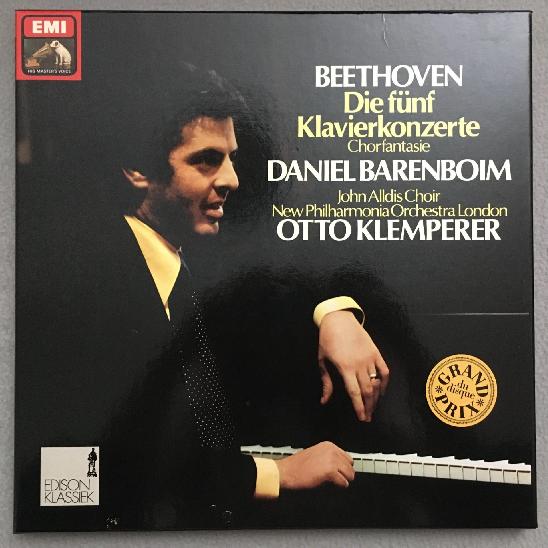 EMI
HIS MASTER'S VOICE
BEETHOVEN
Die fünf
Klavierkonzerte
Chorfantasie
DANIEL BARENBOIM
John Alldis Choir
New Philharmonia Orchestra London
OTTO KLEMPERER
GRAND
du
disque
PRIX
EDISON
KLASSIEK